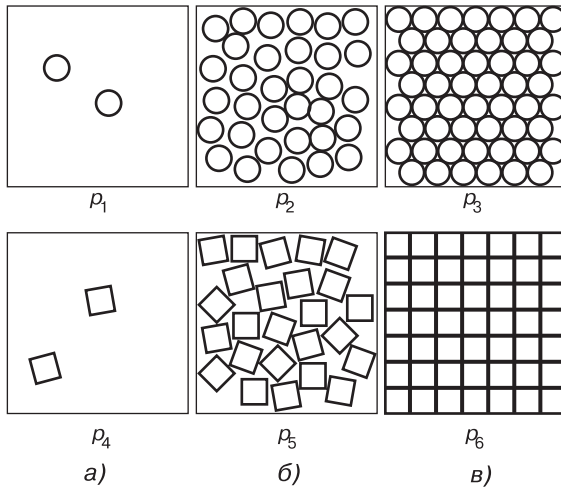 p₁ p₂ p₃
p₄ p₅ p₆
а) б) в)